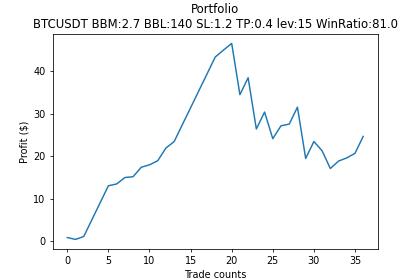 Portfolio
BTCUSDT BBM:2.7 BBL:140 SL:1.2 TP:0.4 lev:15 WinRatio:81.0
40
30
20
10
0
Profit ($)
0 5 10 15 20 25 30 35
Trade counts